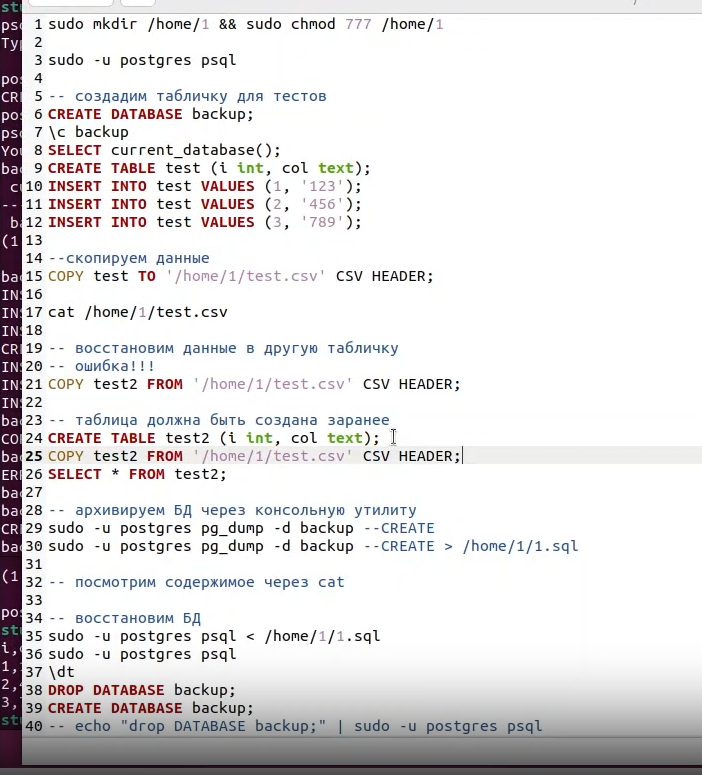 1 sudo mkdir /home/1 && sudo chmod 777 /home/1
2
3 sudo -u postgres psql
4
5 -- создадим табличку для тестов
6 CREATE DATABASE backup;
7 \c backup
8 SELECT current_database();
9 CREATE TABLE test (i int, col text);
10 INSERT INTO test VALUES (1, '123');
11 INSERT INTO test VALUES (2, '456');
12 INSERT INTO test VALUES (3, '789');
13
14 --скопируем данные
15 COPY test TO '/home/1/test.csv' CSV HEADER;
16
17 cat /home/1/test.csv
18
19 -- восстановим данные в другую табличку
20 -- ошибка!!!
21 COPY test2 FROM '/home/1/test.csv' CSV HEADER;
22
23 -- таблица должна быть создана заранее
24 CREATE TABLE test2 (i int, col text);
25 COPY test2 FROM '/home/1/test.csv' CSV HEADER;
26 SELECT * FROM test2;
27
28 -- архивируем БД через консольную утилиту
29 sudo -u postgres pg_dump -d backup --CREATE
30 sudo -u postgres pg_dump -d backup --CREATE > /home/1/1.sql
31
32 -- посмотрим содержимое через cat
33
34 -- восстановим БД
35 sudo -u postgres psql < /home/1/1.sql
36 sudo -u postgres psql
37 \dt
38 DROP DATABASE backup;
39 CREATE DATABASE backup;
40 -- echo "drop DATABASE backup;" | sudo -u postgres psql